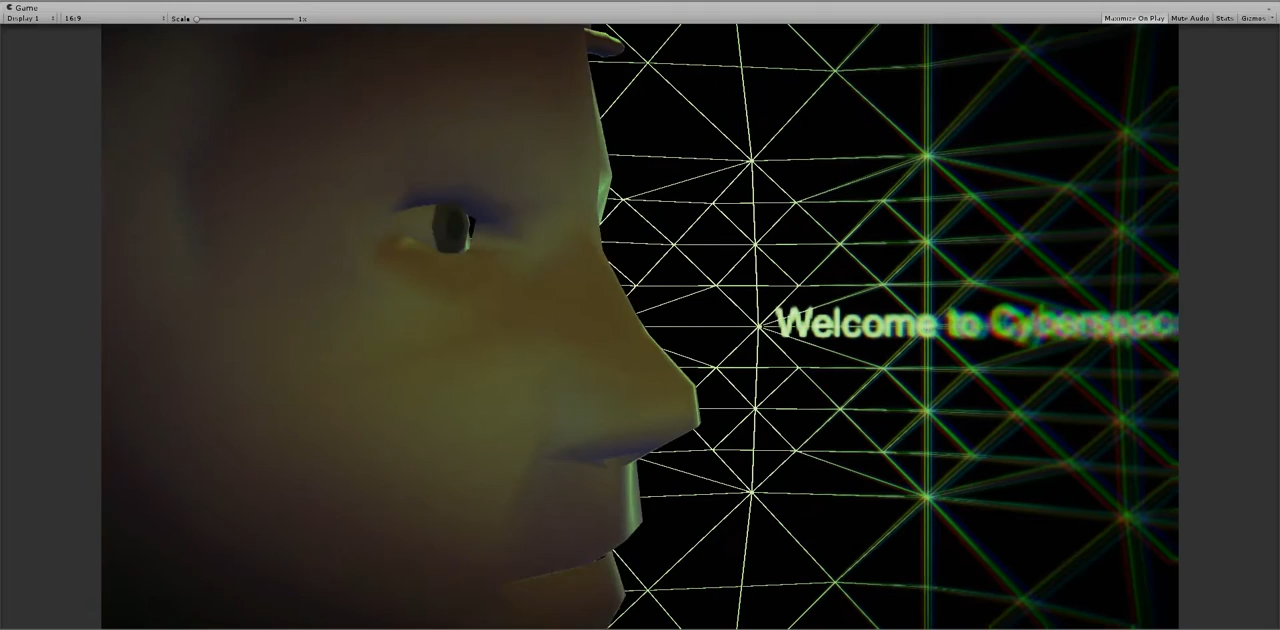 Game
Display 1 16:9 Scale 1x Maximize On Play Mute Audio Stats Gizmos
Welcome to Cyberspac